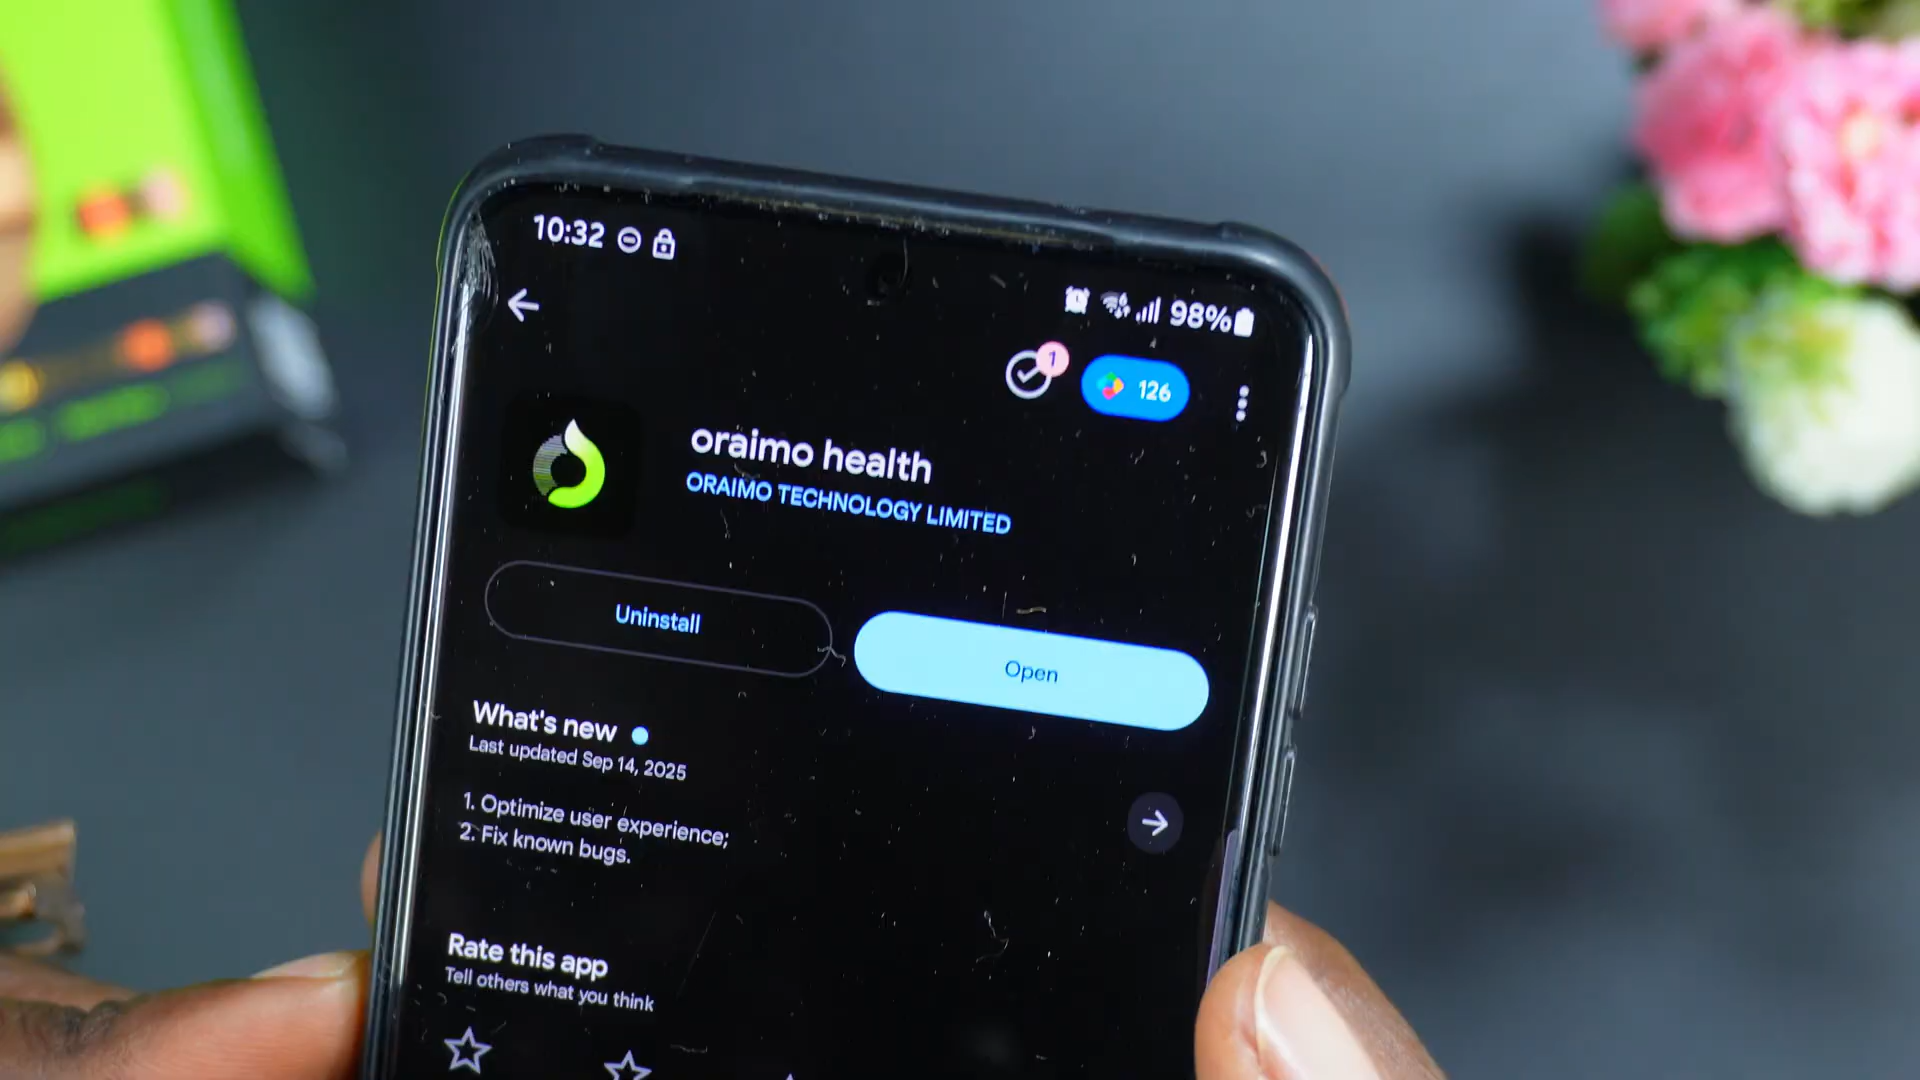 10:32
98%
1
126
oraimo health
ORAIMO TECHNOLOGY LIMITED
Uninstall
Open
What's new
Last updated Sep 14, 2025
1. Optimize user experience;
2. Fix known bugs.
Rate this app
Tell others what you think